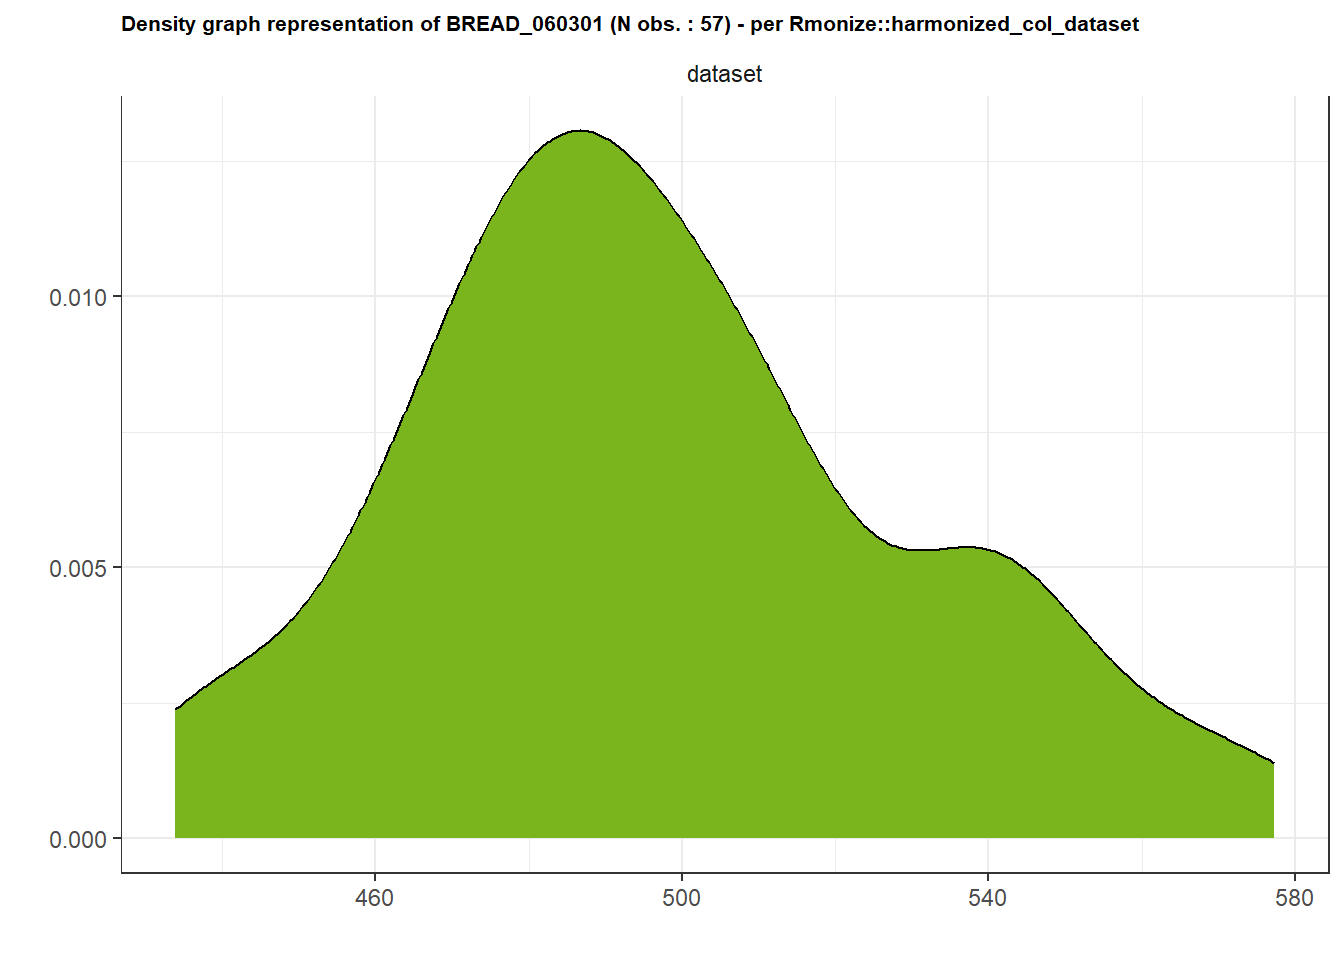 Density graph representation of BREAD_060301 (N obs. : 57) - per Rmonize::harmonized_col_dataset
dataset
0.010
0.005
0.000
460 500 540 580